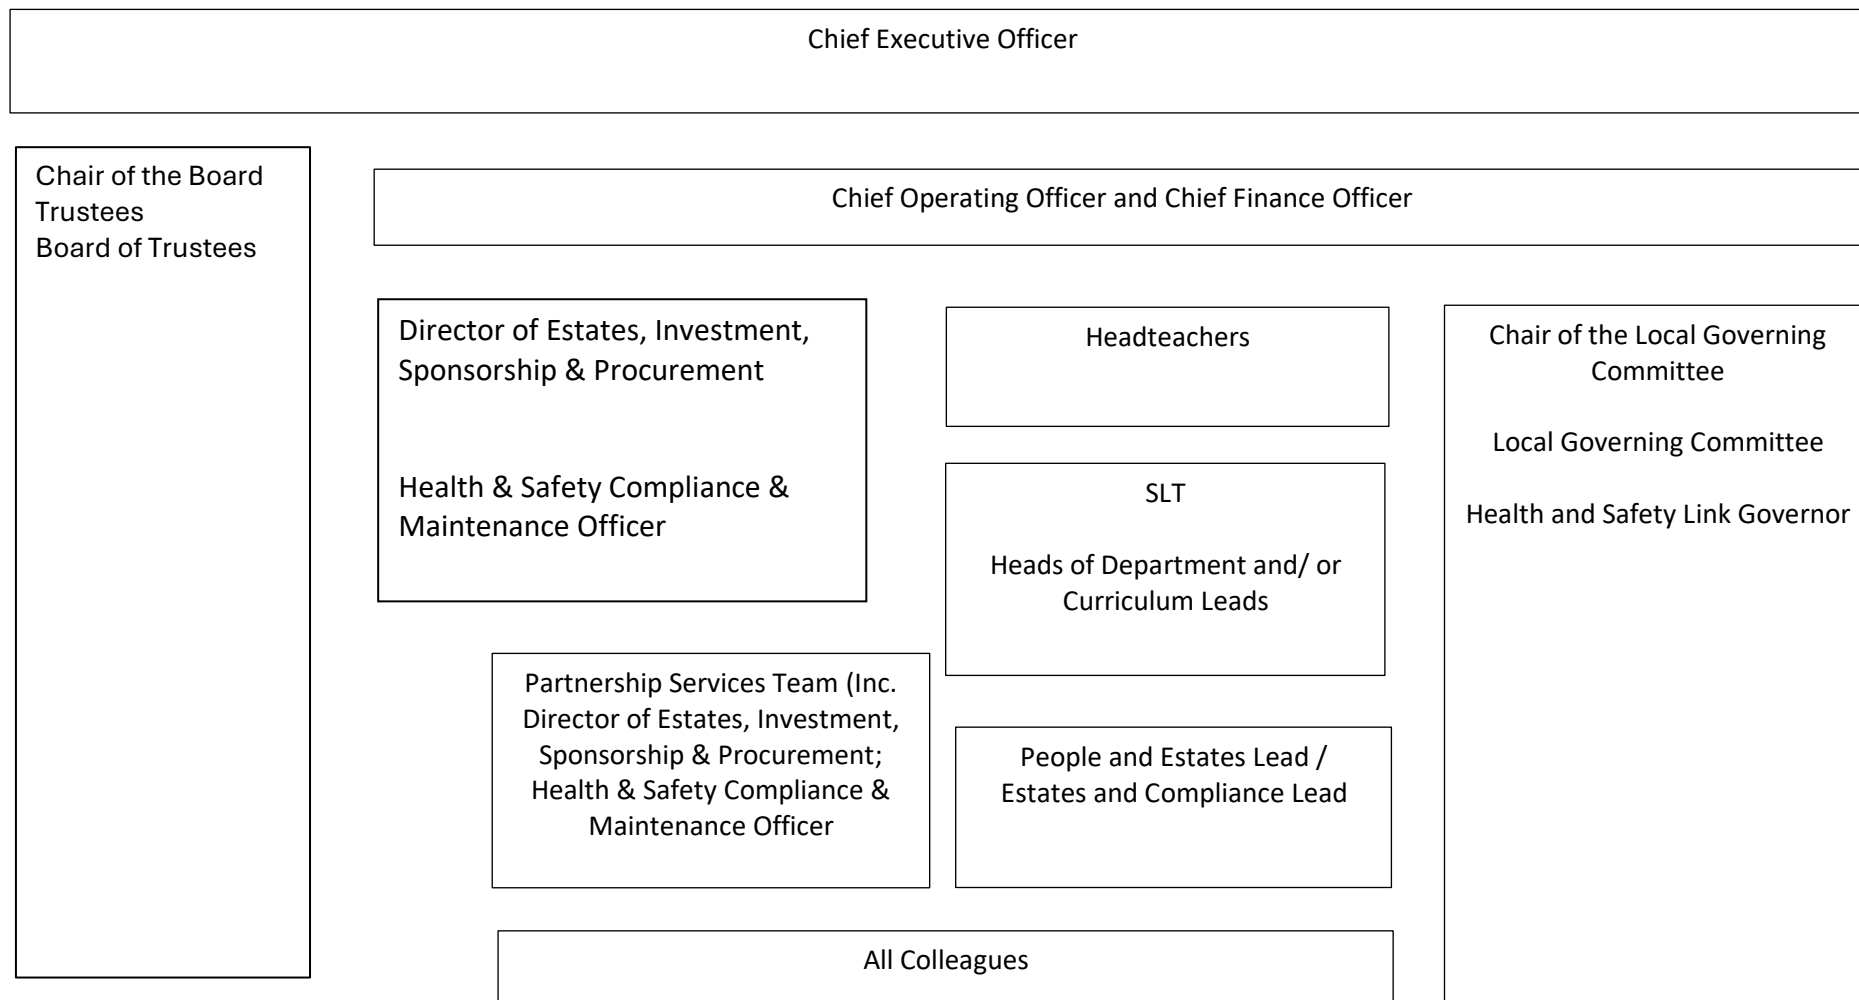 Chief Executive Officer
Chair of the Board
Trustees
Board of Trustees
Chief Operating Officer and Chief Finance Officer
Director of Estates, Investment,
Sponsorship & Procurement
Health & Safety Compliance &
Maintenance Officer
Headteachers
SLT
Heads of Department and/ or
Curriculum Leads
Chair of the Local Governing
Committee
Local Governing Committee
Health and Safety Link Governor
Partnership Services Team (Inc.
Director of Estates, Investment,
Sponsorship & Procurement;
Health & Safety Compliance &
Maintenance Officer
People and Estates Lead /
Estates and Compliance Lead
All Colleagues